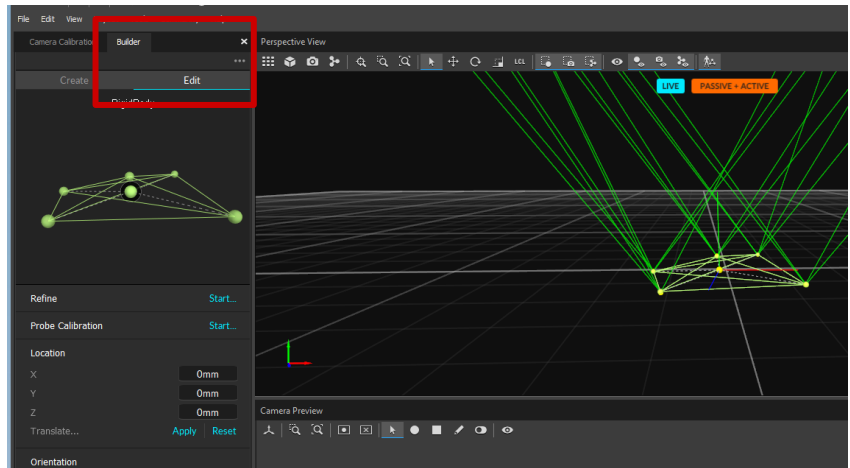 File Edit View
Camera Calibration Builder
Perspective View
LCL
Create Edit
RigidBody
LIVE PASSIVE + ACTIVE
Refine Start...
Probe Calibration Start...
Location
X 0mm
Y 0mm
Z 0mm
Translate... Apply Reset
Orientation
Camera Preview